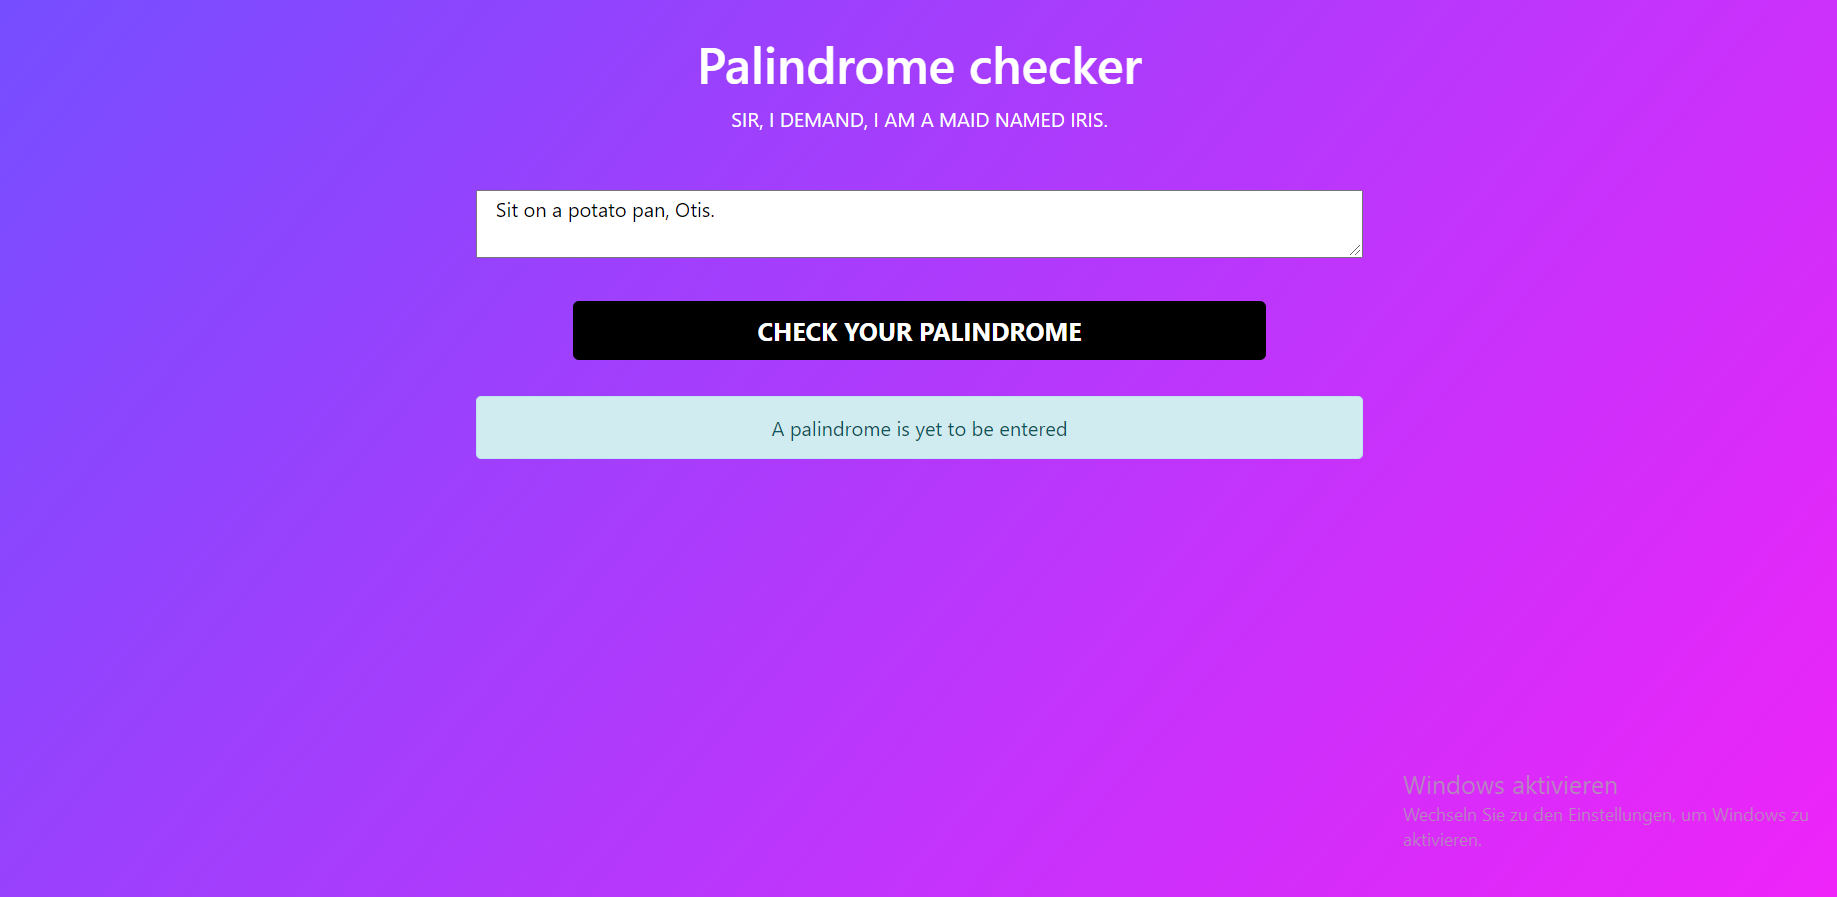 Palindrome checker
SIR, I DEMAND, I AM A MAID NAMED IRIS.
Sit on a potato pan, Otis.
CHECK YOUR PALINDROME
A palindrome is yet to be entered
Windows aktivieren
Wechseln Sie zu den Einstellungen, um Windows zu
aktivieren.